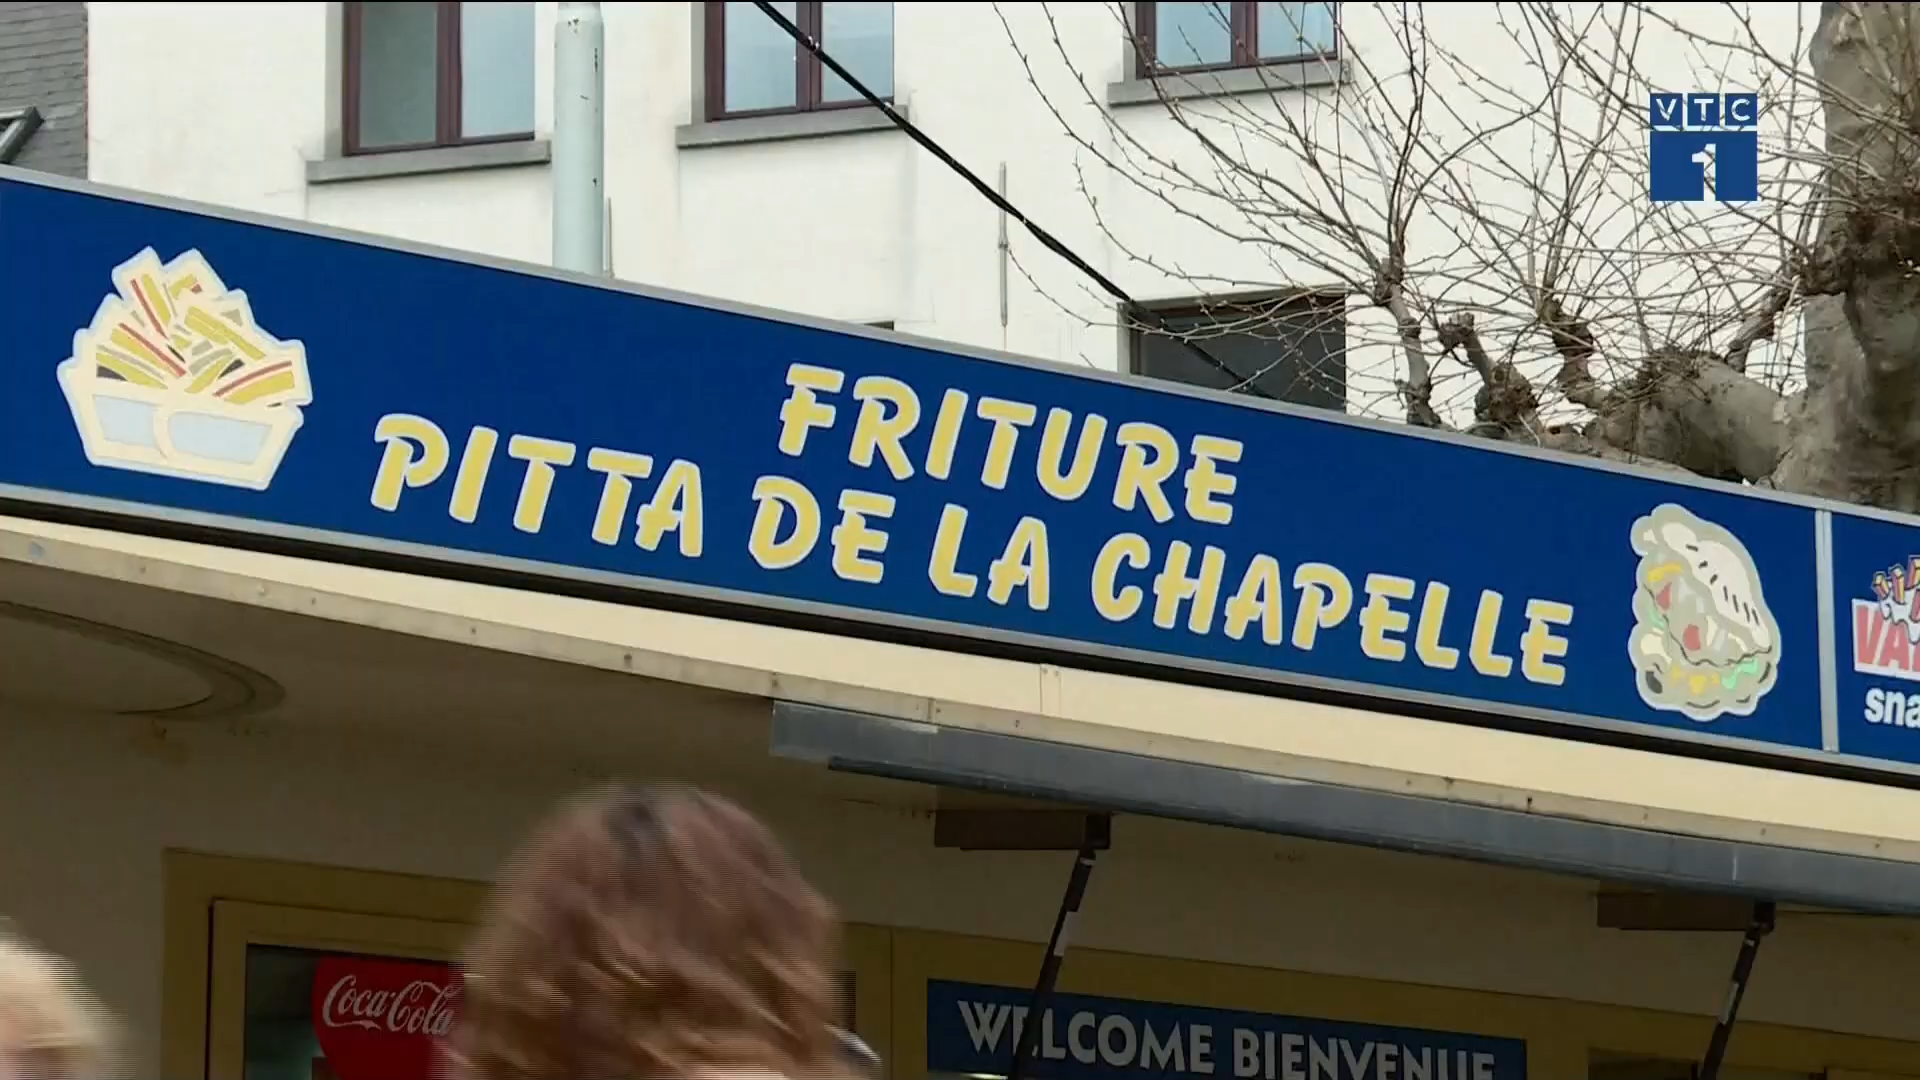 VTC
1
FRITURE
PITTA DE LA CHAPELLE
Coca-Cola
WELCOME BIENVENUE